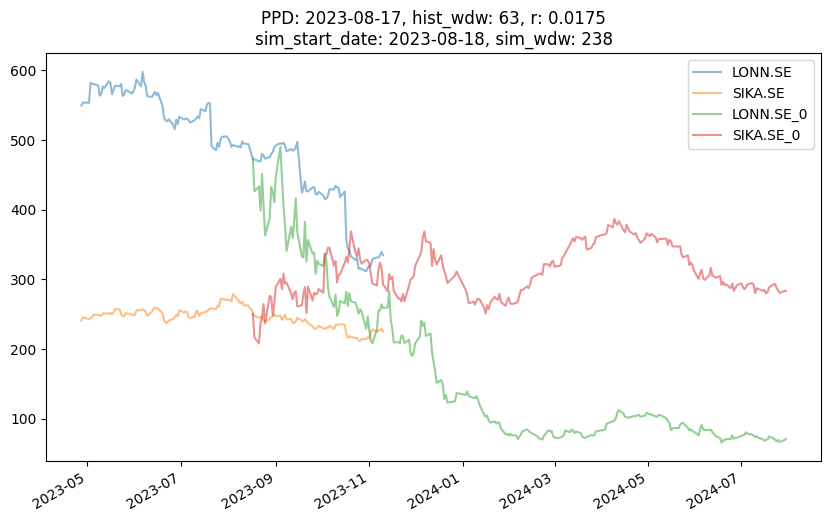 PPD: 2023-08-17, hist_wdw: 63, r: 0.0175
sim_start_date: 2023-08-18, sim_wdw: 238
LONN.SE
SIKA.SE
LONN.SE_0
SIKA.SE_0
600
500
400
300
200
100
2023-05
2023-07
2023-09
2023-11
2024-01
2024-03
2024-05
2024-07